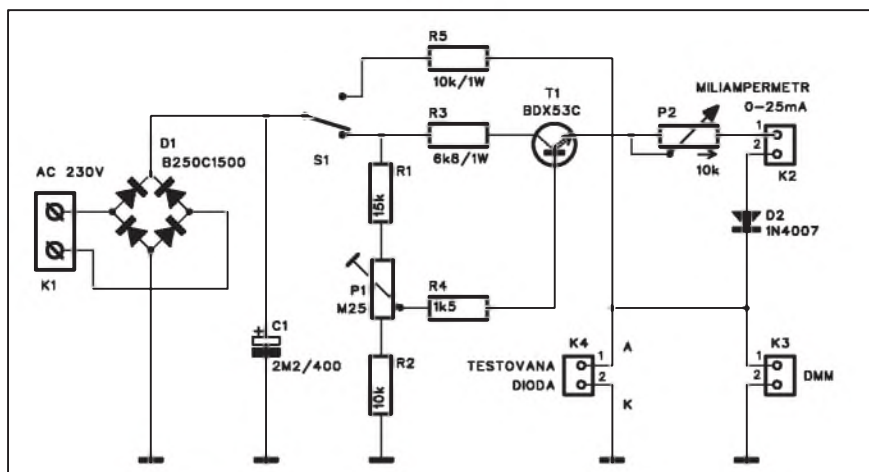 R5
10k/1W
T1
BDX53C
MILIAMPERMETR
0-25mA
P2
1
2
10k
K2
D1
B250C1500
AC 230V
K1
S1
R3
6k8/1W
R1
15k
D2
1N4007
P1
M25
R4
1k5
+
C1
2M2/400
R2
10k
K4
TESTOVANA
DIODA
1
2
A
K
K3
1
2
DMM